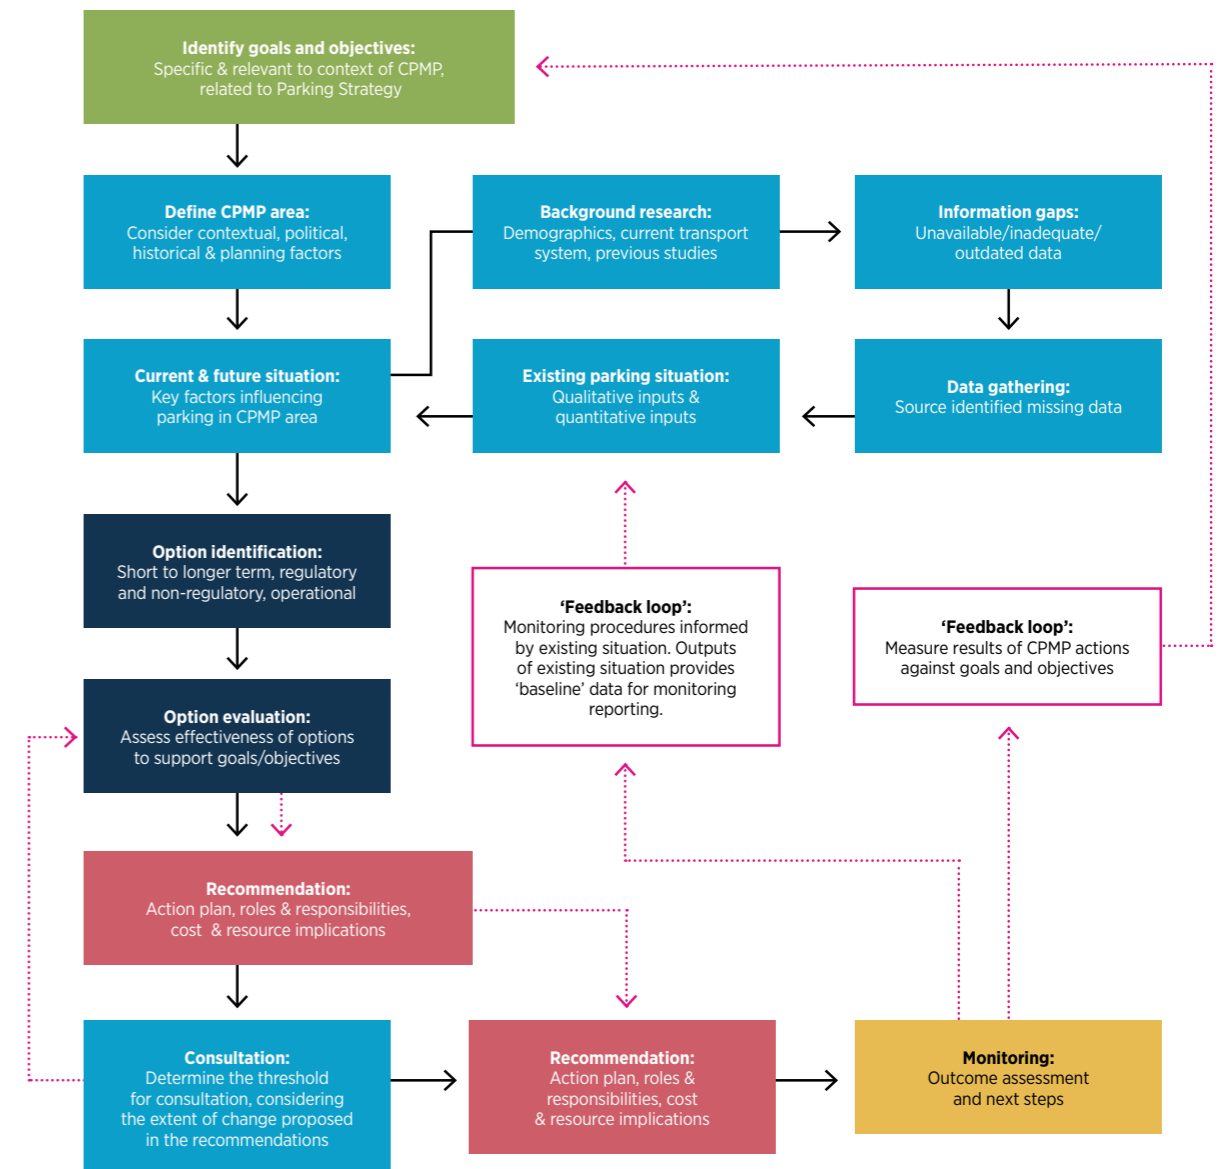 Identify goals and objectives:
Specific & relevant to context of CPMP,
related to Parking Strategy
Define CPMP area:
Consider contextual, political,
historical & planning factors
Background research:
Demographics, current transport
system, previous studies
Information gaps:
Unavailable/inadequate/
outdated data
Current & future situation:
Key factors influencing
parking in CPMP area
Existing parking situation:
Qualitative inputs &
quantitative inputs
Data gathering:
Source identified missing data
Option identification:
Short to longer term, regulatory
and non-regulatory, operational
‘Feedback loop’:
Monitoring procedures informed
by existing situation. Outputs
of existing situation provides
‘baseline’ data for monitoring
reporting.
‘Feedback loop’:
Measure results of CPMP actions
against goals and objectives
Option evaluation:
Assess effectiveness of options
to support goals/objectives
Recommendation:
Action plan, roles & responsibilities,
cost & resource implications
Consultation:
Determine the threshold
for consultation, considering
the extent of change proposed
in the recommendations
Recommendation:
Action plan, roles &
responsibilities, cost
& resource implications
Monitoring:
Outcome assessment
and next steps